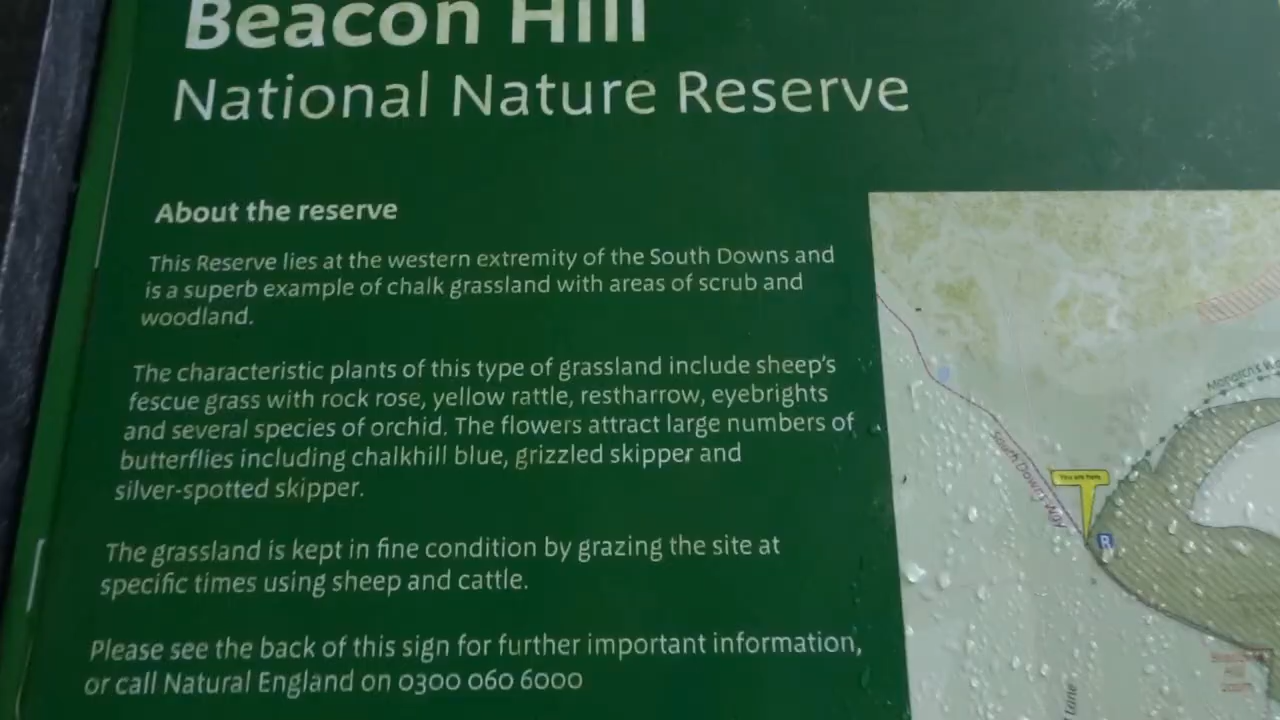 Beacon Hill
National Nature Reserve
About the reserve
This Reserve lies at the western extremity of the South Downs and
is a superb example of chalk grassland with areas of scrub and
woodland.
The characteristic plants of this type of grassland include sheep's
fescue grass with rock rose, yellow rattle, restharrow, eyebrights
and several species of orchid. The flowers attract large numbers of
butterflies including chalkhill blue, grizzled skipper and
silver-spotted skipper.
The grassland is kept in fine condition by grazing the site at
specific times using sheep and cattle.
Please see the back of this sign for further important information,
or call Natural England on 0300 060 6000
Monarch's
South Downs Way
You are here
P
Lane